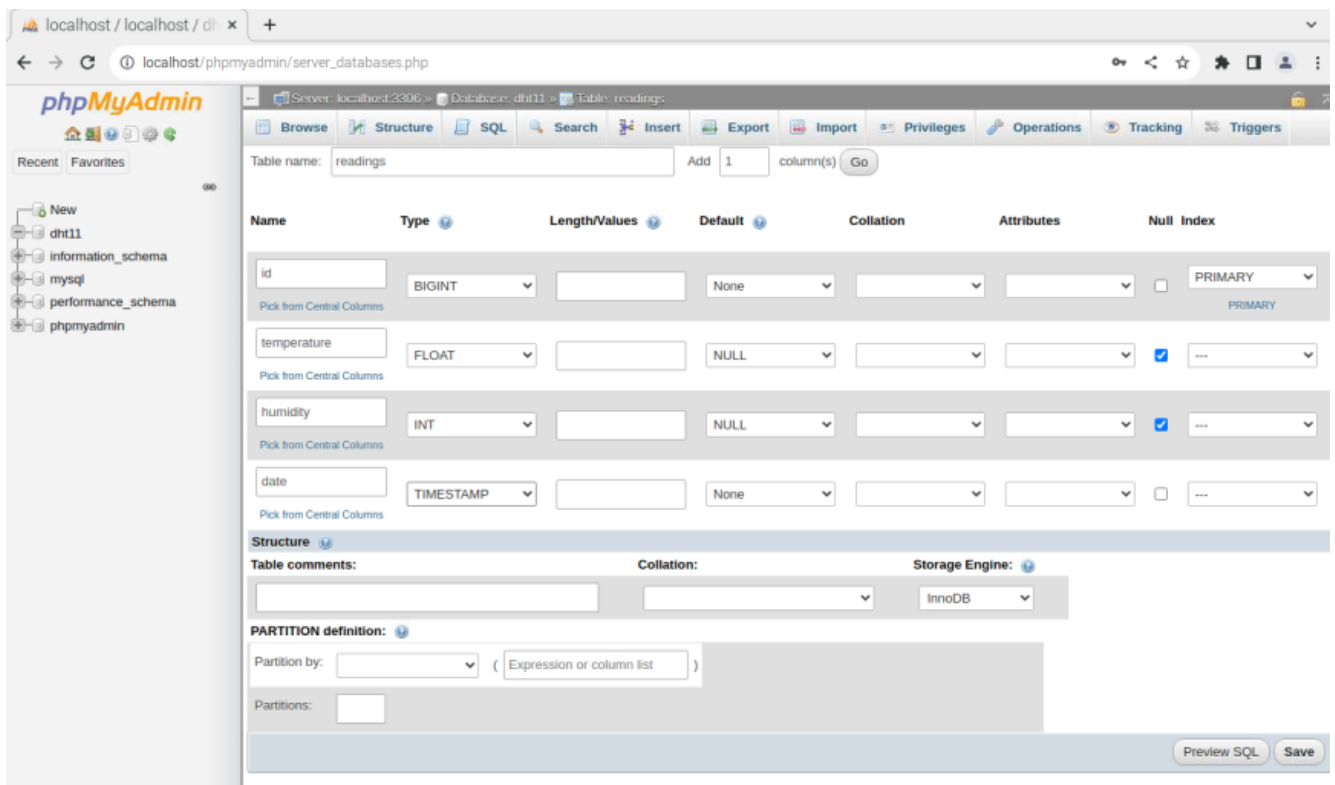 localhost / localhost / dh
localhost/phpmyadmin/server_databases.php
phpMyAdmin
Recent Favorites
New
dht11
information_schema
mysql
performance_schema
phpmyadmin
Server: localhost:3306 » Database: dht11 » Table: readings
Browse Structure SQL Search Insert Export Import Privileges Operations Tracking Triggers
Table name: readings Add 1 column(s) Go
Name Type Length/Values Default Collation Attributes Null Index
id BIGINT None PRIMARY
Pick from Central Columns PRIMARY
temperature FLOAT NULL ---
Pick from Central Columns
humidity INT NULL ---
Pick from Central Columns
date TIMESTAMP None ---
Pick from Central Columns
Structure
Table comments: Collation: Storage Engine:
InnoDB
PARTITION definition:
Partition by: ( Expression or column list )
Partitions:
Preview SQL Save